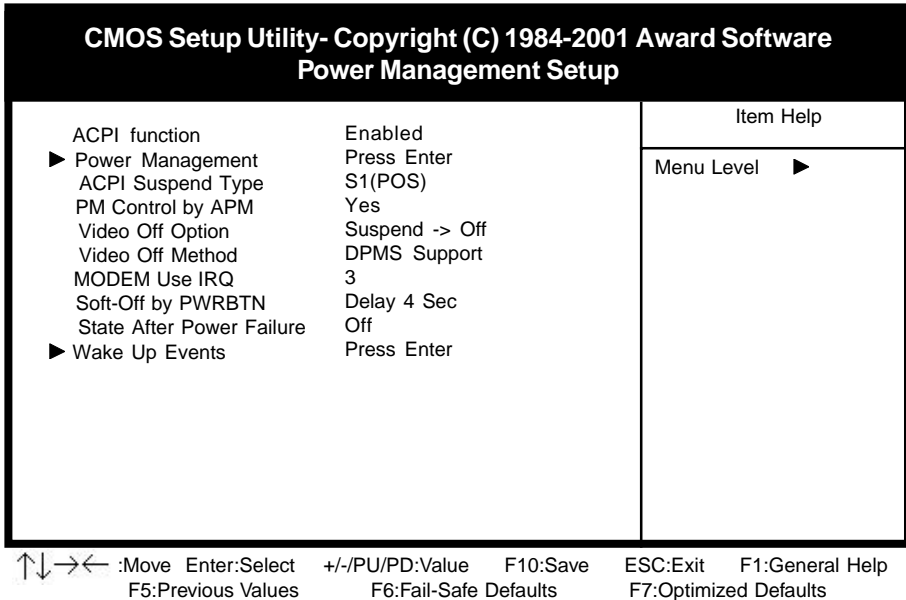 CMOS Setup Utility- Copyright (C) 1984-2001 Award Software
Power Management Setup
ACPI function Enabled
▶ Power Management Press Enter
ACPI Suspend Type S1(POS)
PM Control by APM Yes
Video Off Option Suspend -> Off
Video Off Method DPMS Support
MODEM Use IRQ 3
Soft-Off by PWRBTN Delay 4 Sec
State After Power Failure Off
▶ Wake Up Events Press Enter
Item Help
Menu Level ▶
↑↓→← :Move Enter:Select +/-/PU/PD:Value F10:Save ESC:Exit F1:General Help
F5:Previous Values F6:Fail-Safe Defaults F7:Optimized Defaults